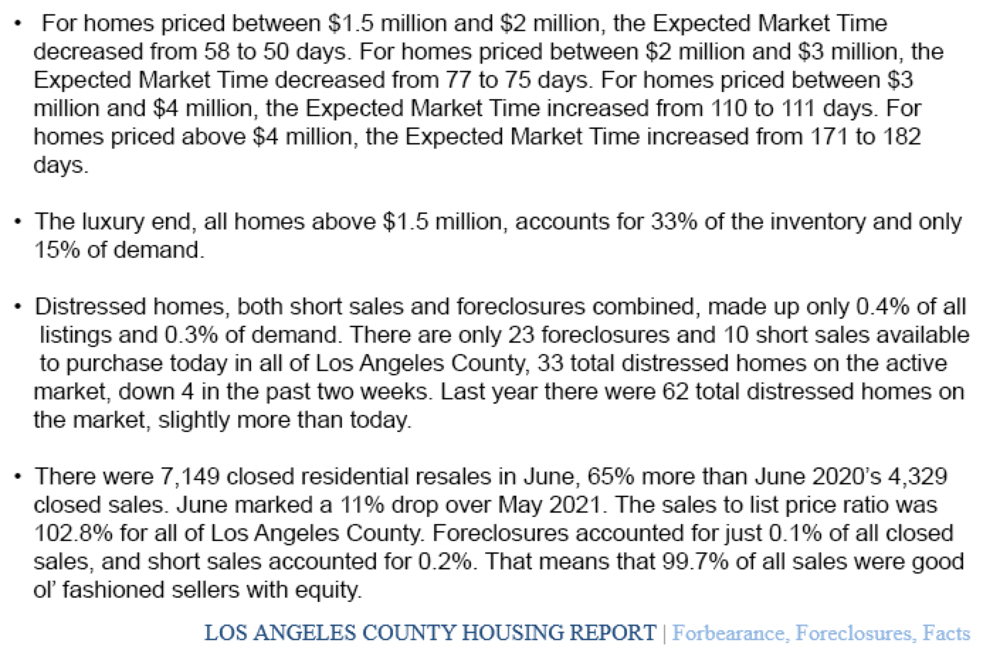 • For homes priced between $1.5 million and $2 million, the Expected Market Time
decreased from 58 to 50 days. For homes priced between $2 million and $3 million, the
Expected Market Time decreased from 77 to 75 days. For homes priced between $3
million and $4 million, the Expected Market Time increased from 110 to 111 days. For
homes priced above $4 million, the Expected Market Time increased from 171 to 182
days.
• The luxury end, all homes above $1.5 million, accounts for 33% of the inventory and only
15% of demand.
• Distressed homes, both short sales and foreclosures combined, made up only 0.4% of all
listings and 0.3% of demand. There are only 23 foreclosures and 10 short sales available
to purchase today in all of Los Angeles County, 33 total distressed homes on the active
market, down 4 in the past two weeks. Last year there were 62 total distressed homes on
the market, slightly more than today.
• There were 7,149 closed residential resales in June, 65% more than June 2020’s 4,329
closed sales. June marked a 11% drop over May 2021. The sales to list price ratio was
102.8% for all of Los Angeles County. Foreclosures accounted for just 0.1% of all closed
sales, and short sales accounted for 0.2%. That means that 99.7% of all sales were good
ol’ fashioned sellers with equity.
LOS ANGELES COUNTY HOUSING REPORT | Forbearance, Foreclosures, Facts